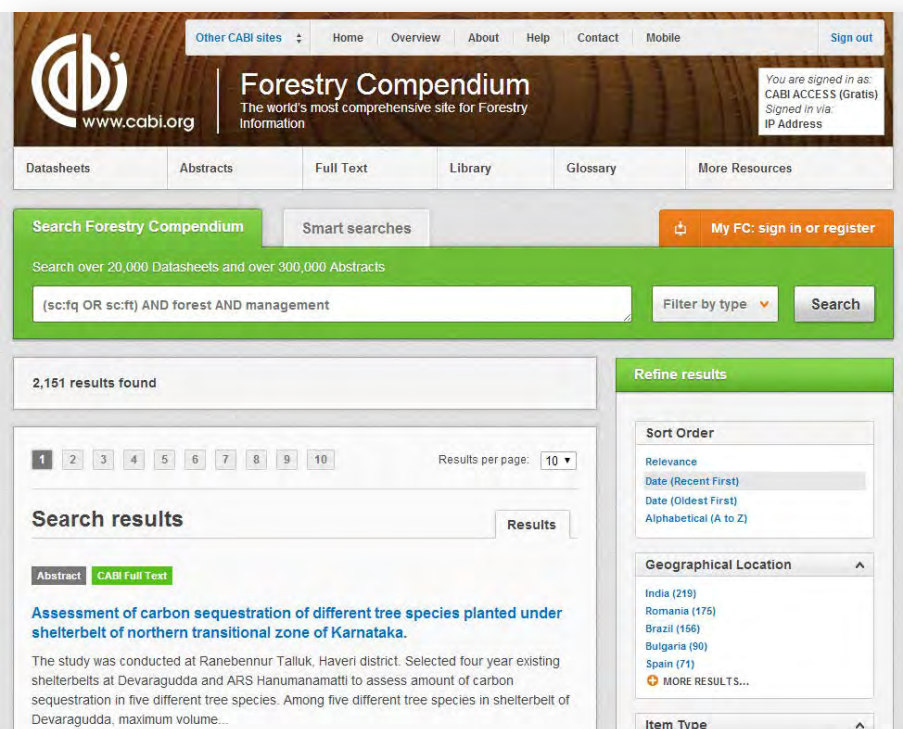 Other CABI sites Home Overview About Help Contact Mobile Sign out
cabi
www.cabi.org
Forestry Compendium
The world's most comprehensive site for Forestry
Information
You are signed in as:
CABI ACCESS (Gratis)
Signed in via:
IP Address
Datasheets Abstracts Full Text Library Glossary More Resources
Search Forestry Compendium Smart searches My FC: sign in or register
Search over 20,000 Datasheets and over 300,000 Abstracts
(sc:fq OR sc:ft) AND forest AND management Filter by type Search
2,151 results found
1 2 3 4 5 6 7 8 9 10 Results per page: 10
Search results Results
Abstract CABI Full Text
Assessment of carbon sequestration of different tree species planted under
shelterbelt of northern transitional zone of Karnataka.
The study was conducted at Ranebennur Talluk, Haveri district. Selected four year existing
shelterbelts at Devaragudda and ARS Hanumanamatti to assess amount of carbon
sequestration in five different tree species. Among five different tree species in shelterbelt of
Devaragudda, maximum volume...
Refine results
Sort Order
Relevance
Date (Recent First)
Date (Oldest First)
Alphabetical (A to Z)
Geographical Location
India (219)
Romania (175)
Brazil (156)
Bulgaria (90)
Spain (71)
MORE RESULTS...
Item Type